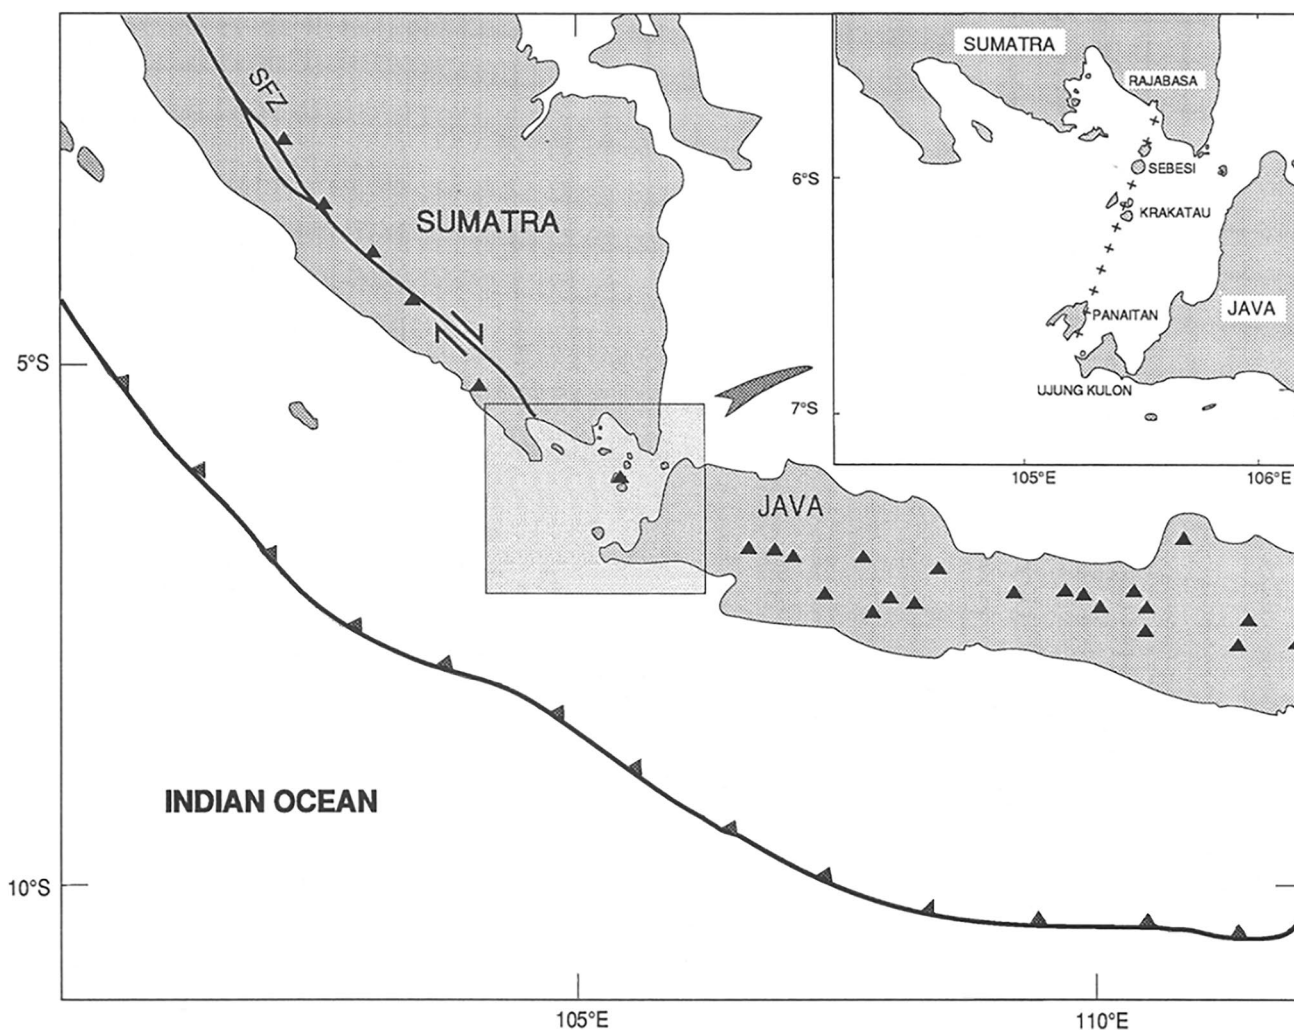 SFZ
SUMATRA
SUMATRA
RAJABASA
6°S
SEBESI
KRAKATAU
PANAITAN
JAVA
UJUNG KULON
7°S
105°E
106°E
5°S
JAVA
INDIAN OCEAN
10°S
105°E
110°E